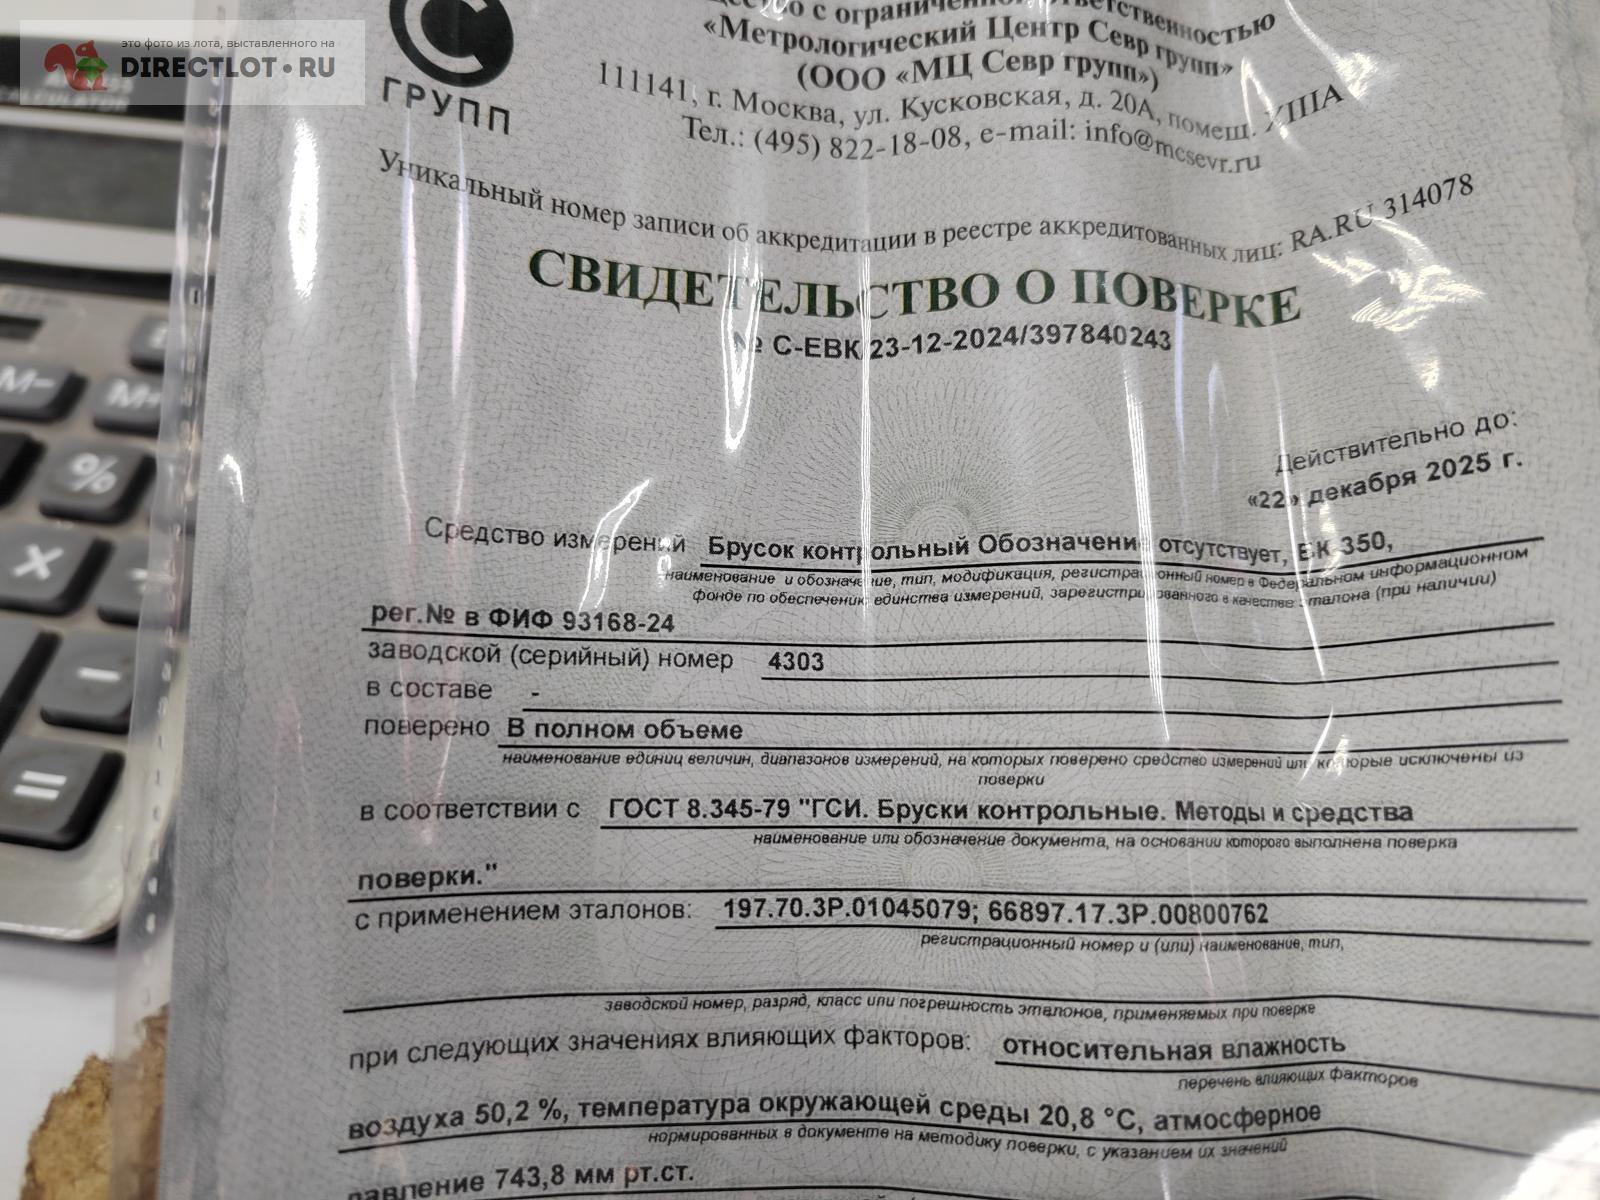 это фото из лота, выставленного на
DIRECTLOT•RU
CALCULATOR
ГРУПП
с ограниченной ответственностью
«Метрологический Центр Севр групп»
(ООО «МЦ Севр групп»)
111141, г. Москва, ул. Кусковская, д. 20А, помещ. XIIIА
Тел.: (495) 822-18-08, e-mail: info@mcsevr.ru
Уникальный номер записи об аккредитации в реестре аккредитованных лиц: RA.RU.314078
СВИДЕТЕЛЬСТВО О ПОВЕРКЕ
№ С-ЕВК/23-12-2024/397840243
Действительно до:
«22» декабря 2025 г.
Средство измерений Брусок контрольный Обозначение отсутствует, БК 350,
наименование и обозначение, тип, модификация, регистрационный номер в Федеральном информационном
фонде по обеспечению единства измерений, зарегистрированного в качестве эталона (при наличии)
рег.№ в ФИФ 93168-24
заводской (серийный) номер 4303
в составе -
поверено В полном объеме
наименование единиц величин, диапазонов измерений, на которых поверено средство измерений или которые исключены из
поверки
в соответствии с ГОСТ 8.345-79 "ГСИ. Бруски контрольные. Методы и средства
наименование или обозначение документа, на основании которого выполнена поверка
поверки."
с применением эталонов: 197.70.3Р.01045079; 66897.17.3Р.00800762
регистрационный номер и (или) наименование, тип,
заводской номер, разряд, класс или погрешность эталонов, применяемых при поверке
при следующих значениях влияющих факторов: относительная влажность
перечень влияющих факторов
воздуха 50,2 %, температура окружающей среды 20,8 °С, атмосферное
нормированных в документе на методику поверки, с указанием их значений
давление 743,8 мм рт.ст.
M-
M+
%
×
−
=